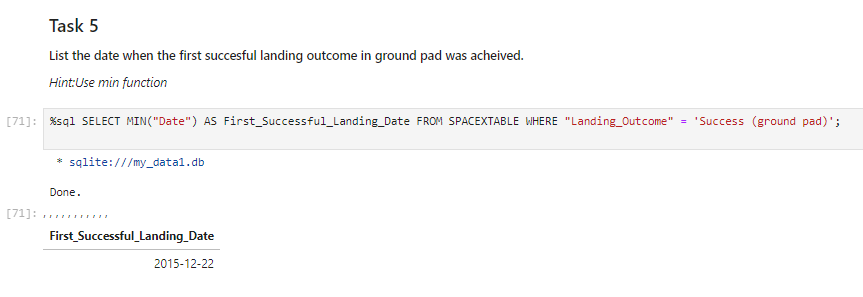 Task 5
List the date when the first succesful landing outcome in ground pad was acheived.
Hint:Use min function
[71]: %sql SELECT MIN("Date") AS First_Successful_Landing_Date FROM SPACEXTABLE WHERE "Landing_Outcome" = 'Success (ground pad)';
* sqlite:///my_data1.db
Done.
[71]: ,,,,,,,,,,,
First_Successful_Landing_Date
2015-12-22